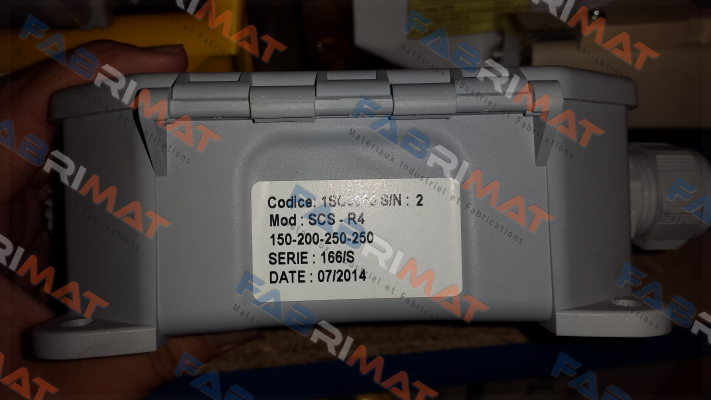 Codice: S/N : 2
Mod : SCS - R4
150-200-250-250
SERIE : 166/S
DATE : 07/2014
FABRIMAT
Materiaux Industriel et Fabrications